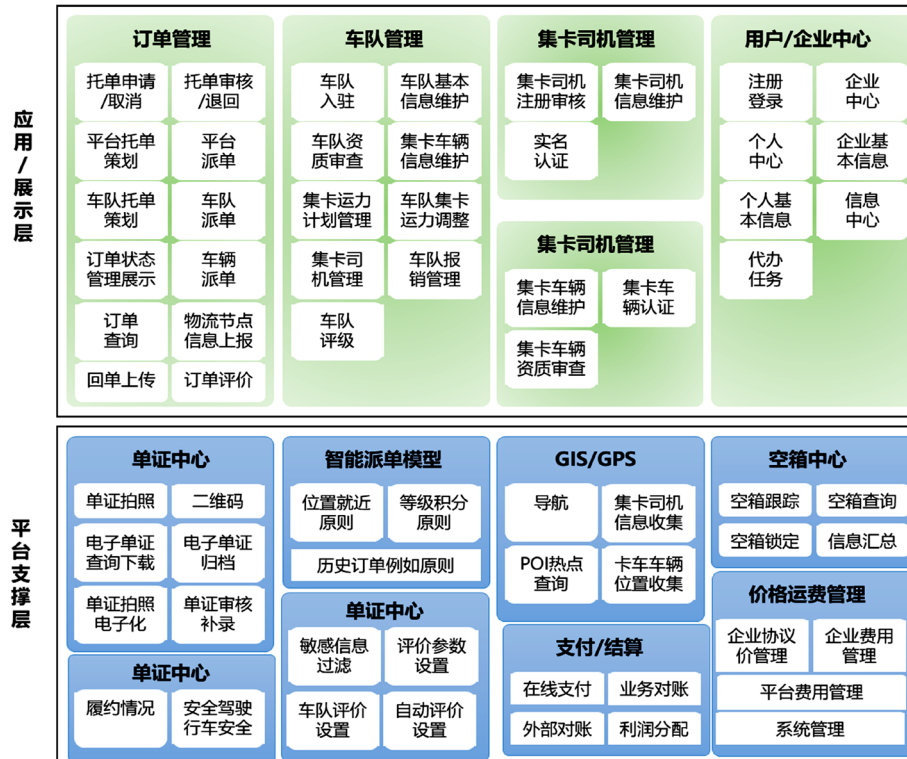 应用/展示层
订单管理
托单申请
/取消
托单审核
/退回
平台托单
策划
平台
派单
车队托单
策划
车队
派单
订单状态
管理展示
车辆
派单
订单
查询
物流节点
信息上报
回单上传
订单评价
车队管理
车队
入驻
车队基本
信息维护
车队资
质审查
集卡车辆
信息维护
集卡运力
计划管理
车队集卡
运力调整
集卡司
机管理
车队报
销管理
车队
评级
集卡司机管理
集卡司机
注册审核
集卡司机
信息维护
实名
认证
集卡司机管理
集卡车辆
信息维护
集卡车
辆认证
集卡车辆
资质审查
用户/企业中心
注册
登录
企业
中心
个人
中心
企业基
本信息
个人基
本信息
信息
中心
代办
任务
平台支撑层
单证中心
单证拍照
二维码
电子单证
查询下载
电子单证
归档
单证拍照
电子化
单证审核
补录
单证中心
履约情况
安全驾驶
行车安全
智能派单模型
位置就近
原则
等级积分
原则
历史订单例如原则
单证中心
敏感信息
过滤
评价参数
设置
车队评价
设置
自动评价
设置
GIS/GPS
导航
集卡司机
信息收集
POI热点
查询
卡车车辆
位置收集
支付/结算
在线支付
业务对账
外部对账
利润分配
空箱中心
空箱跟踪
空箱查询
空箱锁定
信息汇总
价格运费管理
企业协议
价管理
企业费用
管理
平台费用管理
系统管理